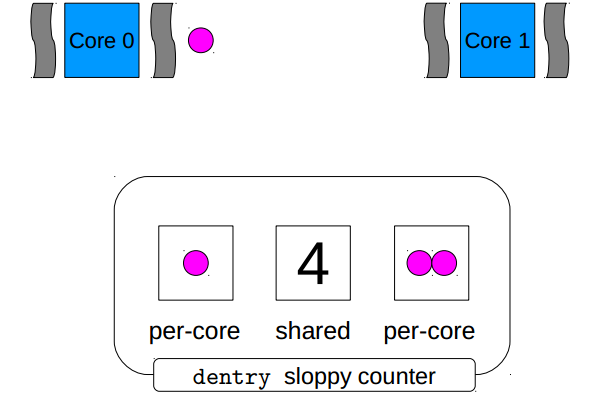 Core 0
Core 1
4
per-core
shared
per-core
dentry sloppy counter